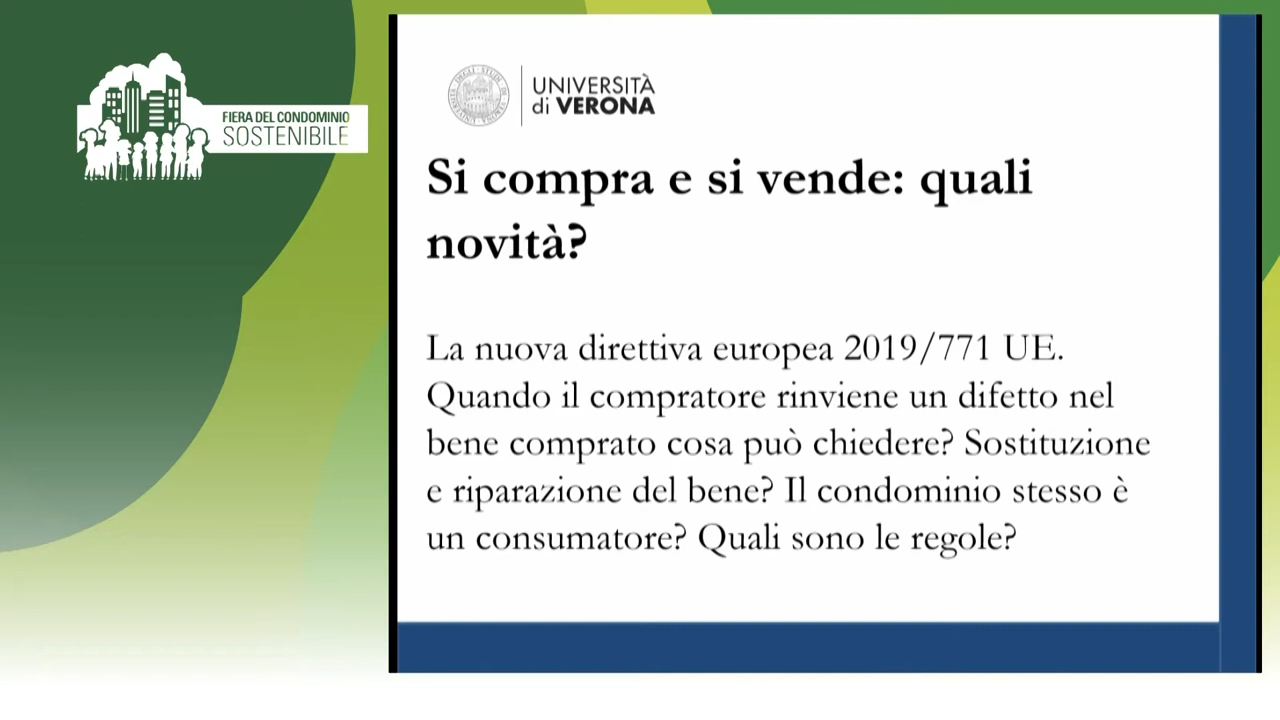 FIERA DEL CONDOMINIO
SOSTENIBILE
UNIVERSITÀ
di VERONA
Si compra e si vende: quali
novità?
La nuova direttiva europea 2019/771 UE.
Quando il compratore rinviene un difetto nel
bene comprato cosa può chiedere? Sostituzione
e riparazione del bene? Il condominio stesso è
un consumatore? Quali sono le regole?